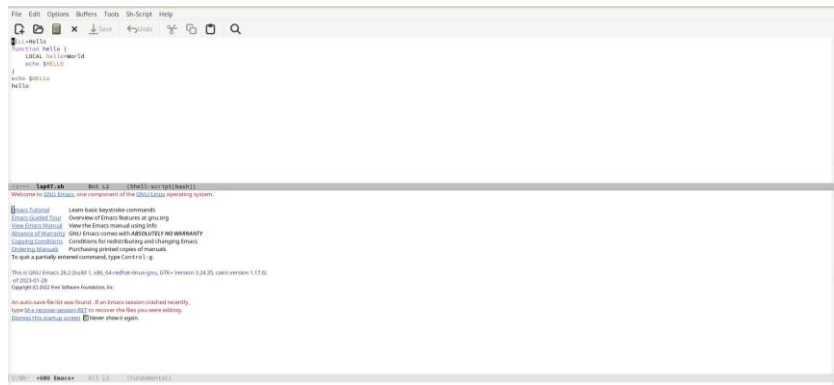 File Edit Options Buffers Tools Sh-Script Help
Save Undo
=Hello
function hello {
LOCAL hello=World
echo $HELLO
}
echo $HELLo
hello
lap07.sh Bot L2 (Shell-script[bash])
Welcome to GNU Emacs, one component of the GNU/Linux operating system.
Emacs Tutorial Learn basic keystroke commands
Emacs Guided Tour Overview of Emacs features at gnu.org
View Emacs Manual View the Emacs manual using Info
Absence of Warranty GNU Emacs comes with ABSOLUTELY NO WARRANTY
Copying Conditions Conditions for redistributing and changing Emacs
Ordering Manuals Purchasing printed copies of manuals
To quit a partially entered command, type Control-g.
This is GNU Emacs 28.2 (build 1, x86_64-redhat-linux-gnu, GTK+ Version 3.24.35, cairo version 1.17.6)
of 2023-01-28
Copyright (C) 2022 Free Software Foundation, Inc.
An auto-save file list was found. If an Emacs session crashed recently,
type M-x recover-session RET to recover the files you were editing.
Dismiss this startup screen Never show it again.
*GNU Emacs* All L3 (Fundamental)